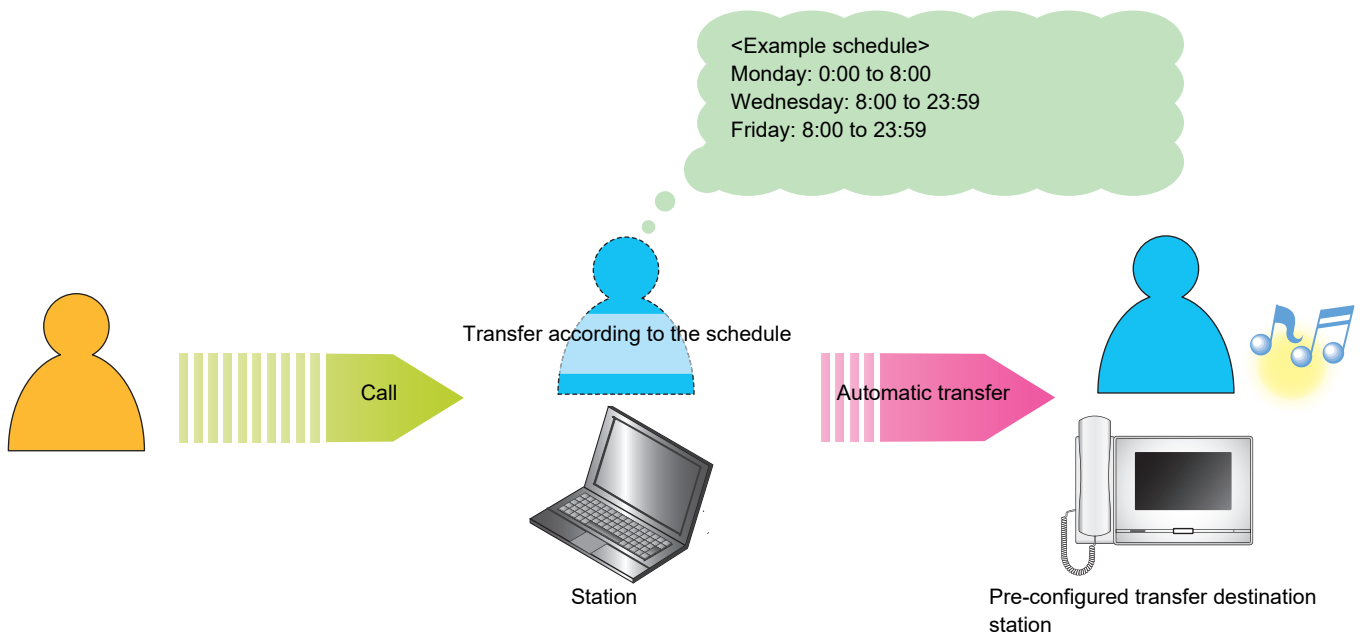 <Example schedule>
Monday: 0:00 to 8:00
Wednesday: 8:00 to 23:59
Friday: 8:00 to 23:59
Transfer according to the schedule
Call
Automatic transfer
Station
Pre-configured transfer destination
station